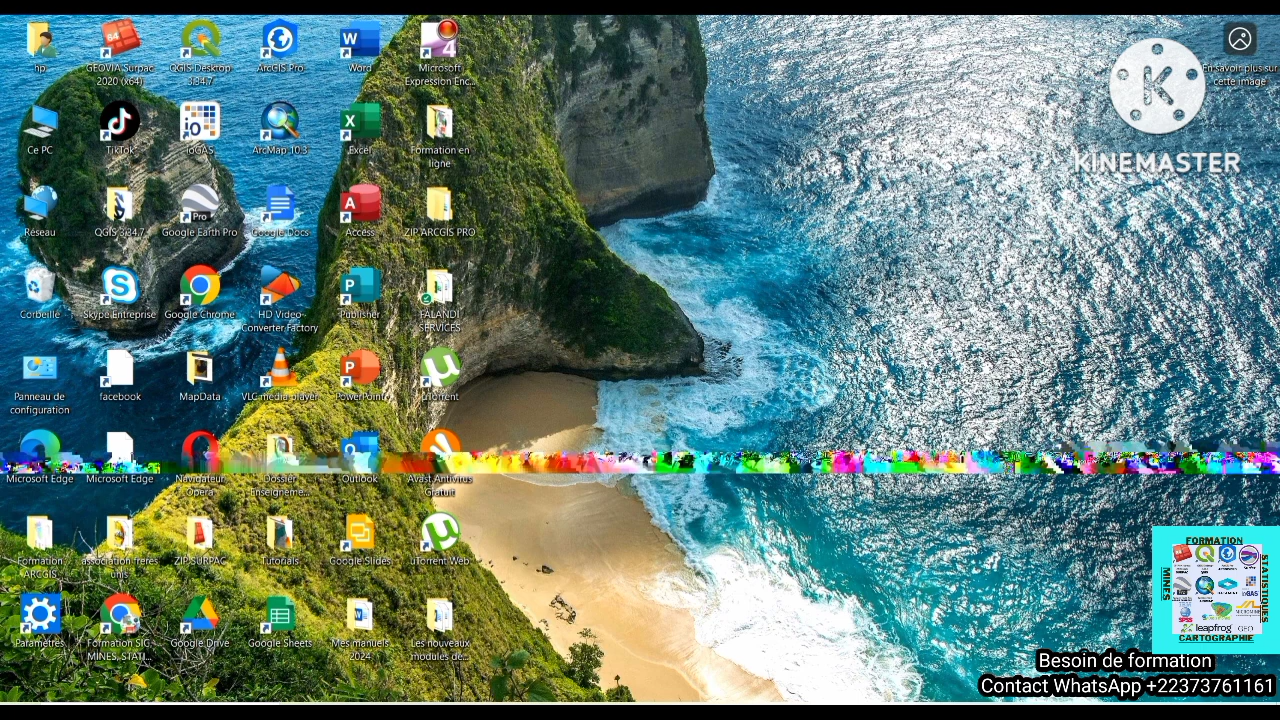 hp
GEOVIA Surpac
2020 (x64)
QGIS Desktop
3.34.7
ArcGIS Pro
Word
Microsoft
Expression Enc...
En savoir plus sur
cette image
KINEMASTER
Ce PC
TikTok
ioGAS
ArcMap 10.3
Excel
Formation en
ligne
Réseau
QGIS 3.34.7
Google Earth Pro
Google Docs
Access
ZIP ARCGIS PRO
Corbeille
Skype Entreprise
Google Chrome
HD Video
Converter Factory
Publisher
FALANDI
SERVICES
Panneau de
configuration
facebook
MapData
VLC media player
PowerPoint
uTorrent
Microsoft Edge
Microsoft Edge
Navigateur
Opera
Dossier
Enseigneme...
Outlook
Avast Antivirus
Gratuit
Formation
ARCGIS
association freres
unis
ZIP SURPAC
Tutorials
Google Slides
uTorrent Web
Paramètres
Formation SIC,
MINES, STATI...
Google Drive
Google Sheets
Mes manuels
2024
Les nouveaux
modules de...
FORMATION
MINES
STATISTIQUES
leapfrog
CARTOGRAPHIE
Besoin de formation
Contact WhatsApp +22373761161